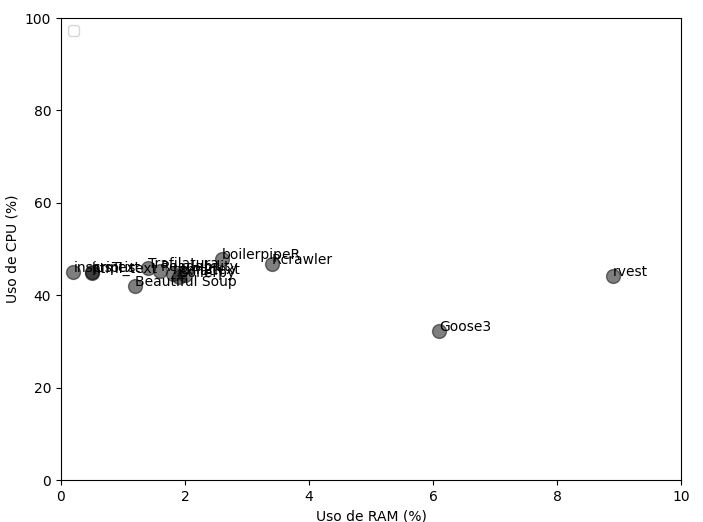 Uso de CPU (%)
100
80
60
40
20
0
boilerpipeR
Rcrawler
Trafilatura
Beautiful Soup
rvest
Goose3
0 2 4 6 8 10
Uso de RAM (%)